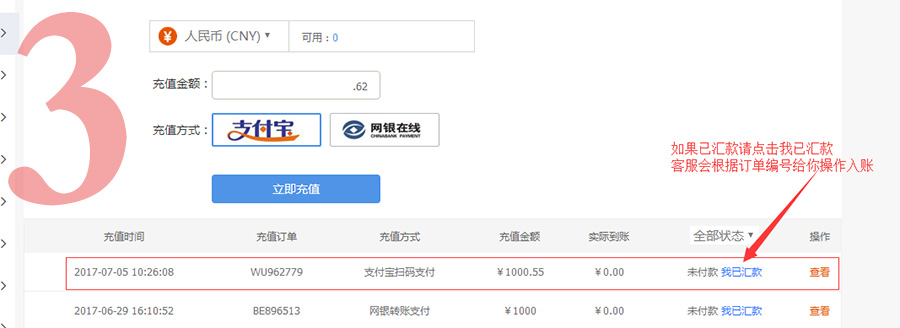 3
¥ 人民币 (CNY) ▼ 可用：0
充值金额： .62
充值方式： 支付宝 网银在线
CHINABANK PAYMENT
如果已汇款请点击我已汇款
客服会根据订单编号给你操作入账
立即充值
充值时间 充值订单 充值方式 充值金额 实际到账 全部状态 ▼ 操作
2017-07-05 10:26:08 WU962779 支付宝扫码支付 ￥1000.55 ￥0.00 未付款 我已汇款 查看
2017-06-29 16:10:52 BE896513 网银转账支付 ￥1000 ￥0.00 未付款 我已汇款 查看